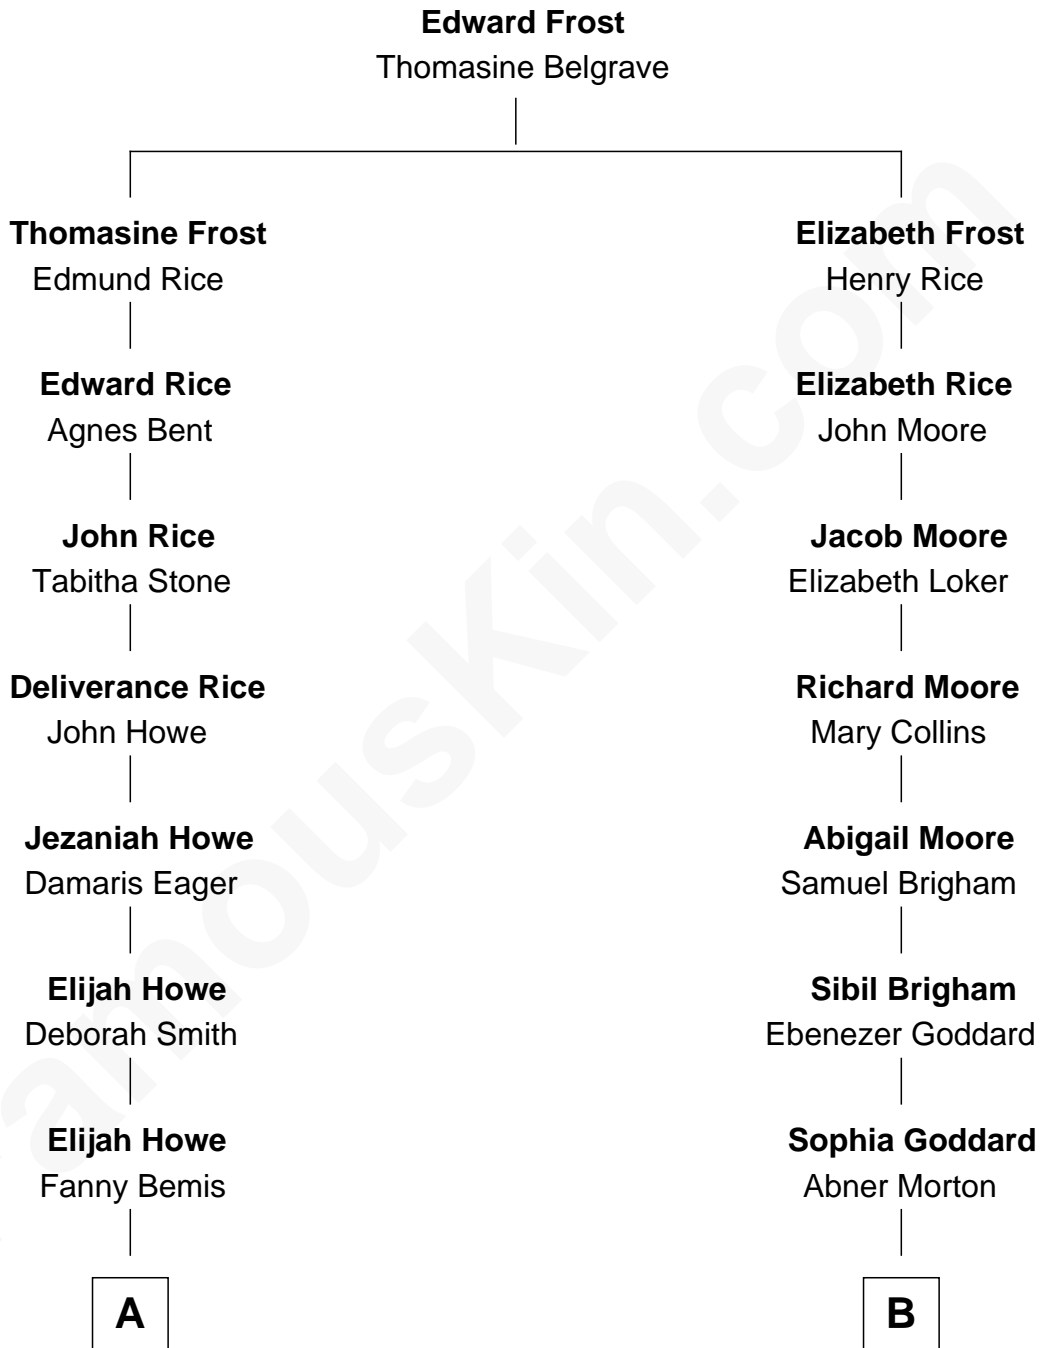 Edward Frost
Thomasine Belgrave
Thomasine Frost
Edmund Rice
Elizabeth Frost
Henry Rice
Edward Rice
Agnes Bent
Elizabeth Rice
John Moore
John Rice
Tabitha Stone
Jacob Moore
Elizabeth Loker
Deliverance Rice
John Howe
Richard Moore
Mary Collins
Jezaniah Howe
Damaris Eager
Abigail Moore
Samuel Brigham
Elijah Howe
Deborah Smith
Sibil Brigham
Ebenezer Goddard
Elijah Howe
Fanny Bemis
Sophia Goddard
Abner Morton
A
B
amouskin.com